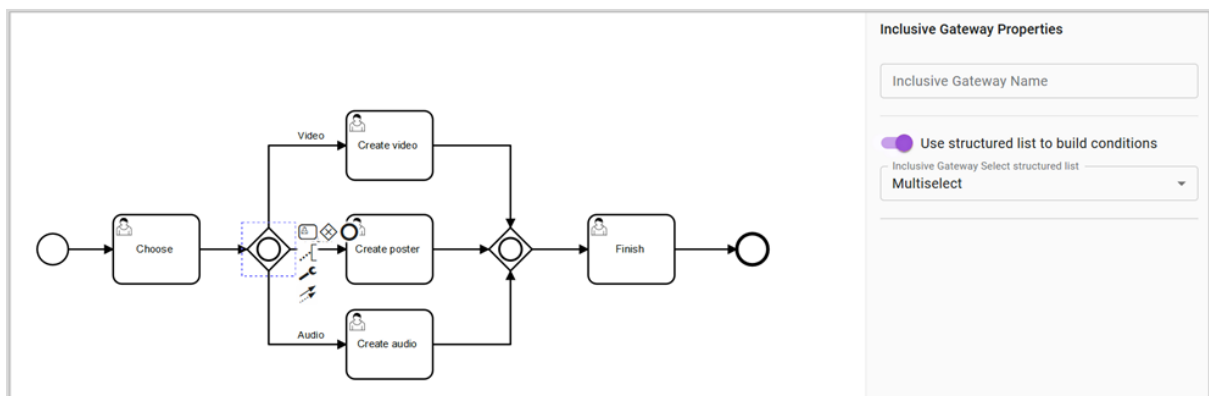 Inclusive Gateway Properties
Inclusive Gateway Name
Use structured list to build conditions
Inclusive Gateway Select structured list
Multiselect
Video
Create video
Choose
Create poster
Finish
Audio
Create audio